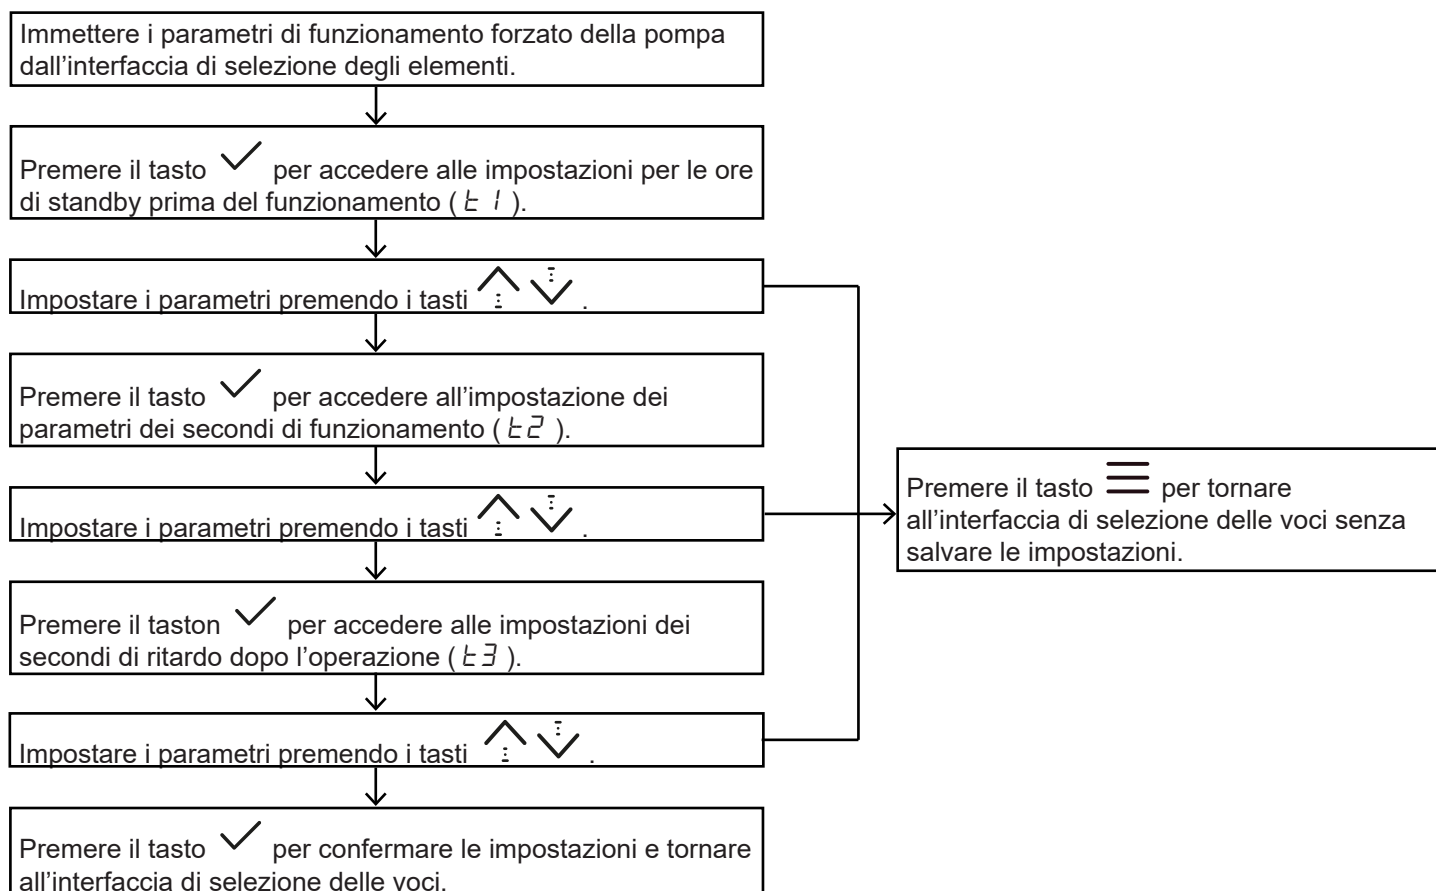 Immettere i parametri di funzionamento forzato della pompa
dall’interfaccia di selezione degli elementi.
Premere il tasto per accedere alle impostazioni per le ore
di standby prima del funzionamento ( t 1 ).
Impostare i parametri premendo i tasti .
Premere il tasto per accedere all’impostazione dei
parametri dei secondi di funzionamento ( t2 ).
Impostare i parametri premendo i tasti .
Premere il taston per accedere alle impostazioni dei
secondi di ritardo dopo l’operazione ( t3 ).
Impostare i parametri premendo i tasti .
Premere il tasto per confermare le impostazioni e tornare
all’interfaccia di selezione delle voci.
Premere il tasto per tornare
all’interfaccia di selezione delle voci senza
salvare le impostazioni.